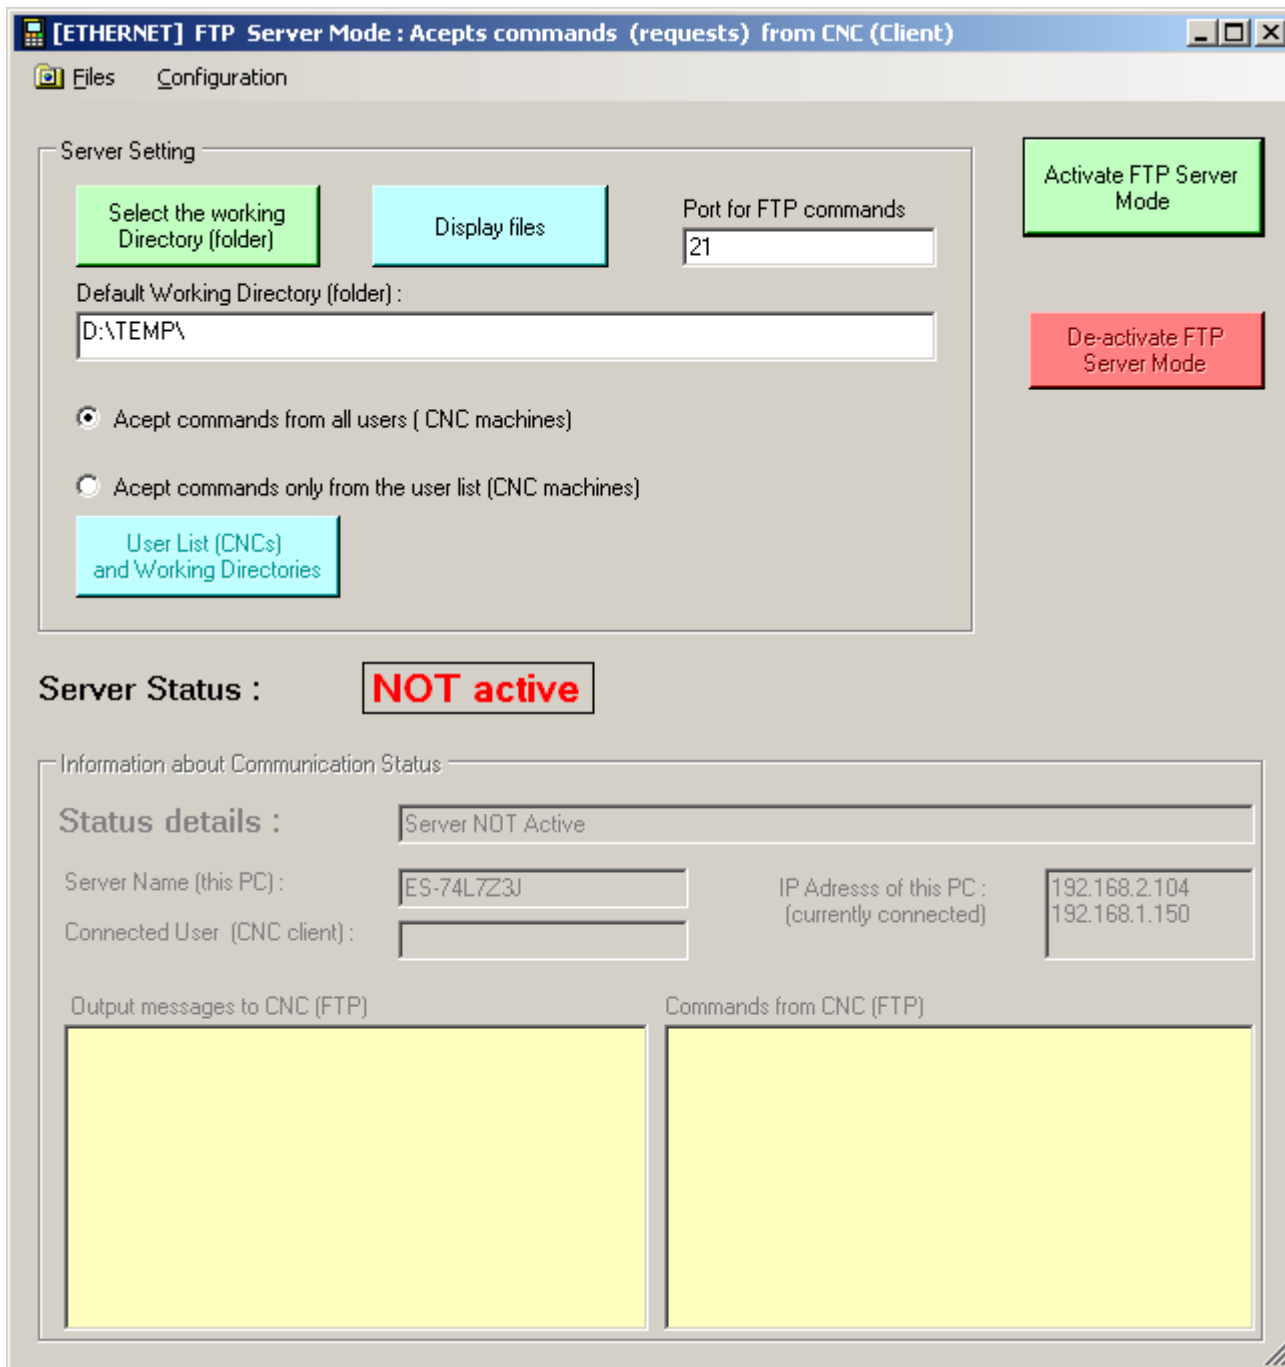 [ETHERNET] FTP Server Mode : Acepts commands (requests) from CNC (Client)
Files Configuration
Server Setting
Select the working
Directory (folder)
Display files
Port for FTP commands
21
Activate FTP Server
Mode
Default Working Directory (folder) :
D:\TEMP\
De-activate FTP
Server Mode
Acept commands from all users ( CNC machines)
Acept commands only from the user list (CNC machines)
User List (CNCs)
and Working Directories
Server Status : NOT active
Information about Communication Status
Status details : Server NOT Active
Server Name (this PC) : ES-74L7Z3J
IP Adresss of this PC :
(currently connected)
192.168.2.104
192.168.1.150
Connected User (CNC client) :
Output messages to CNC (FTP)
Commands from CNC (FTP)